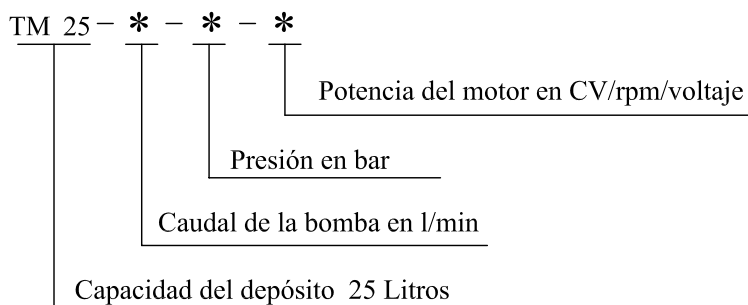 TM 25 - * - * - *
Potencia del motor en CV/rpm/voltaje
Presión en bar
Caudal de la bomba en l/min
Capacidad del depósito 25 Litros